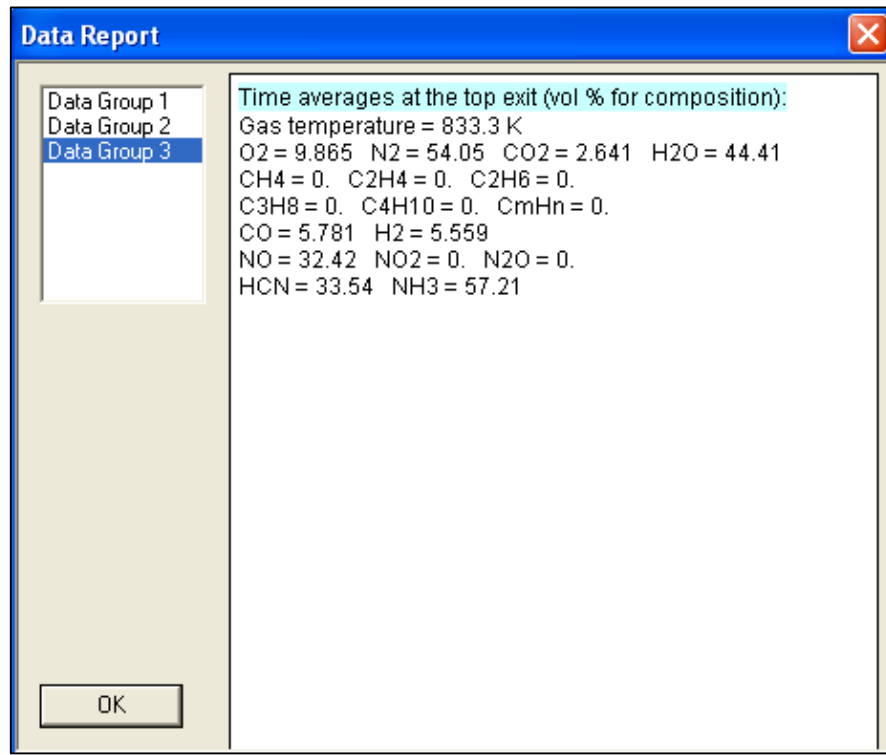 Data Report
Data Group 1
Data Group 2
Data Group 3
Time averages at the top exit (vol % for composition):
Gas temperature = 833.3 K
O2 = 9.865 N2 = 54.05 CO2 = 2.641 H2O = 44.41
CH4 = 0. C2H4 = 0. C2H6 = 0.
C3H8 = 0. C4H10 = 0. CmHn = 0.
CO = 5.781 H2 = 5.559
NO = 32.42 NO2 = 0. N2O = 0.
HCN = 33.54 NH3 = 57.21
OK